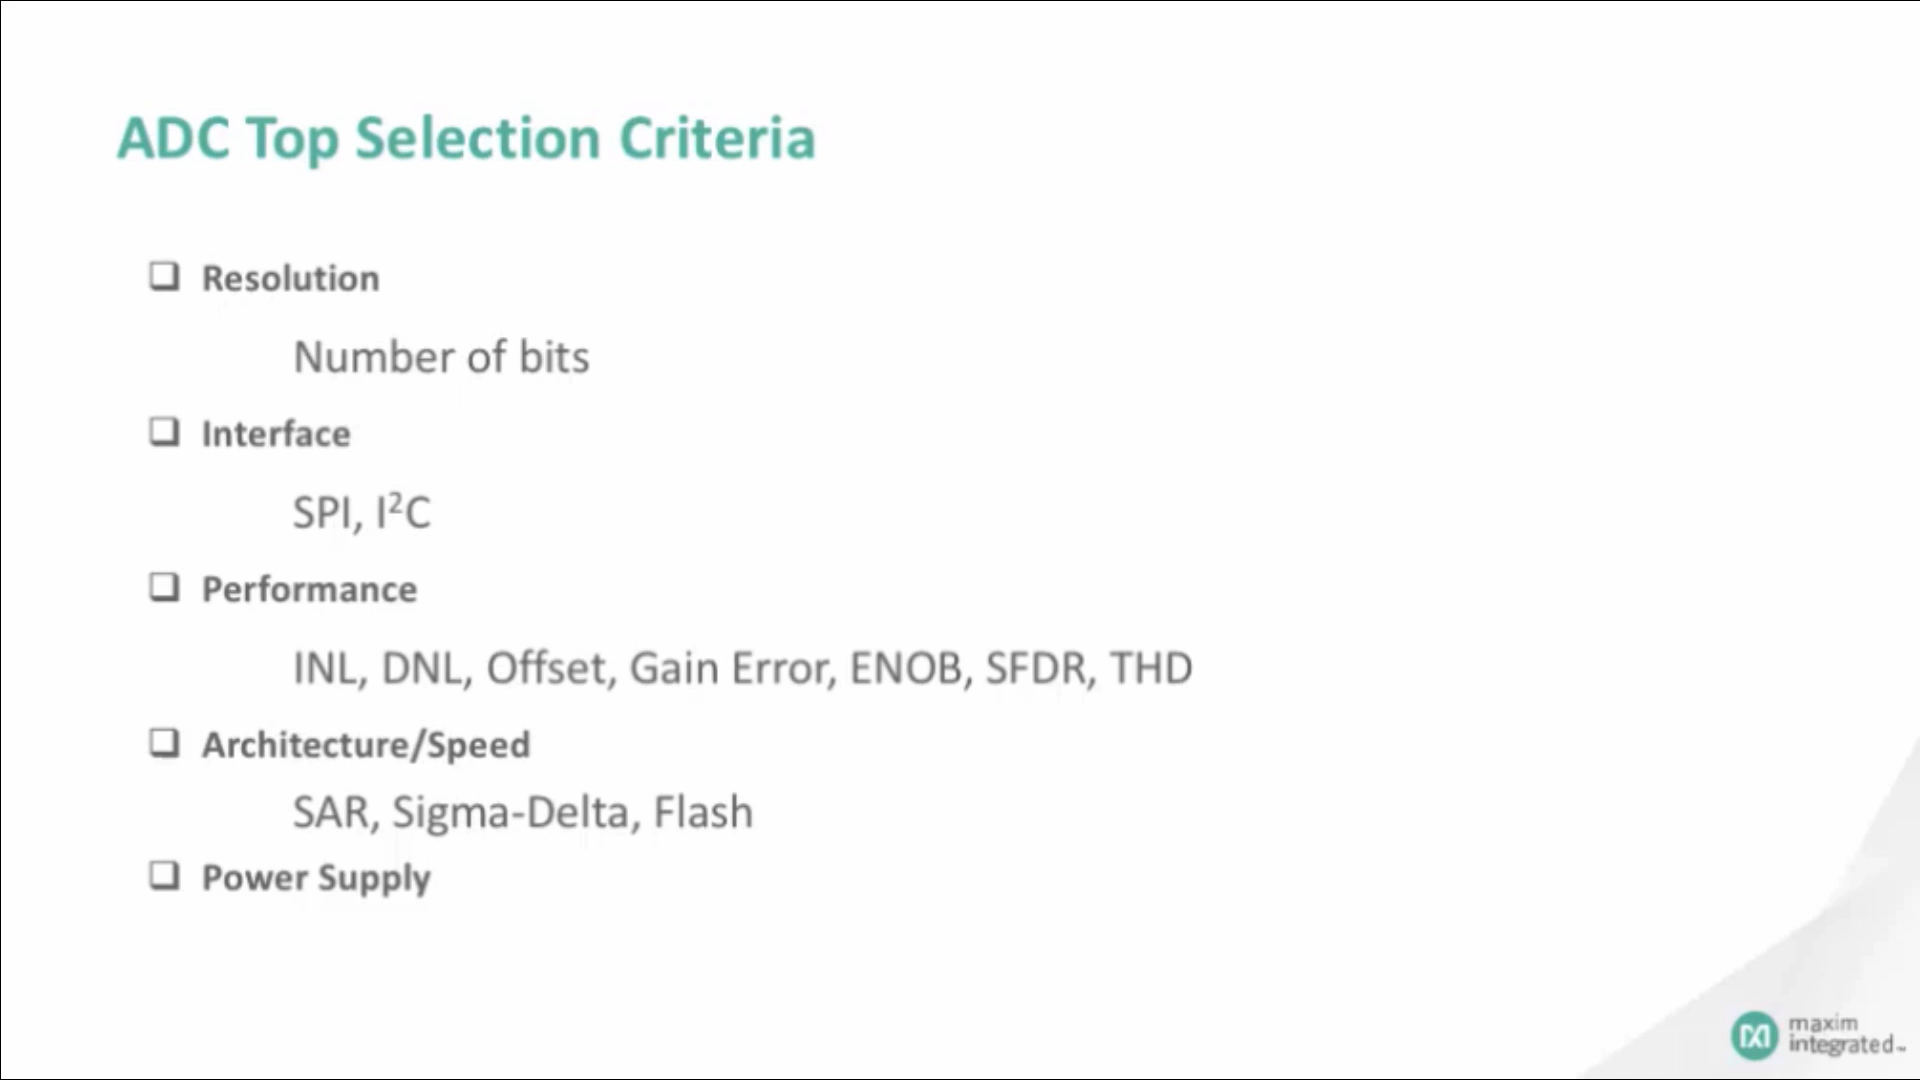 ADC Top Selection Criteria
Resolution
Number of bits
Interface
SPI, I²C
Performance
INL, DNL, Offset, Gain Error, ENOB, SFDR, THD
Architecture/Speed
SAR, Sigma-Delta, Flash
Power Supply
maxim
integrated™